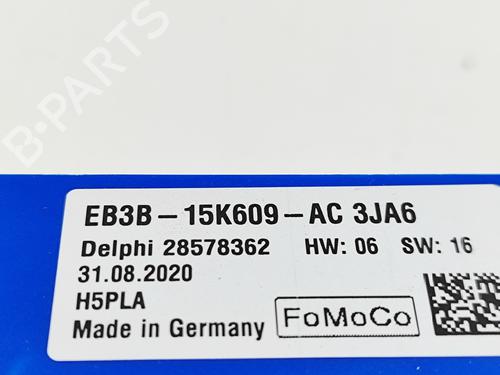 B-PARTS
EB3B-15K609-AC 3JA6
Delphi 28578362 HW: 06 SW: 16
31.08.2020
H5PLA
Made in Germany FoMoCo